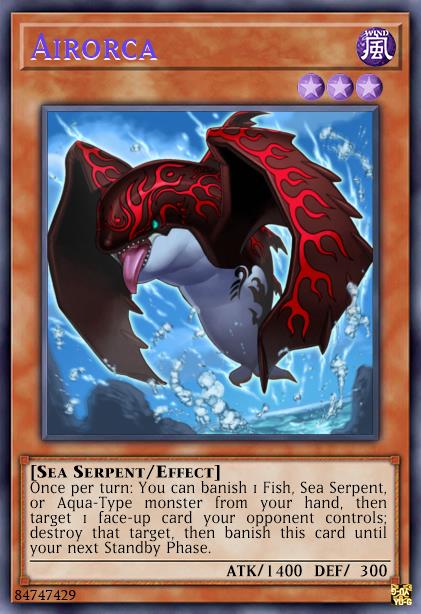 Airorca
WIND
風
[Sea Serpent/Effect]
Once per turn: You can banish 1 Fish, Sea Serpent,
or Aqua-Type monster from your hand, then
target 1 face-up card your opponent controls;
destroy that target, then banish this card until
your next Standby Phase.
ATK/1400 DEF/ 300
84747429